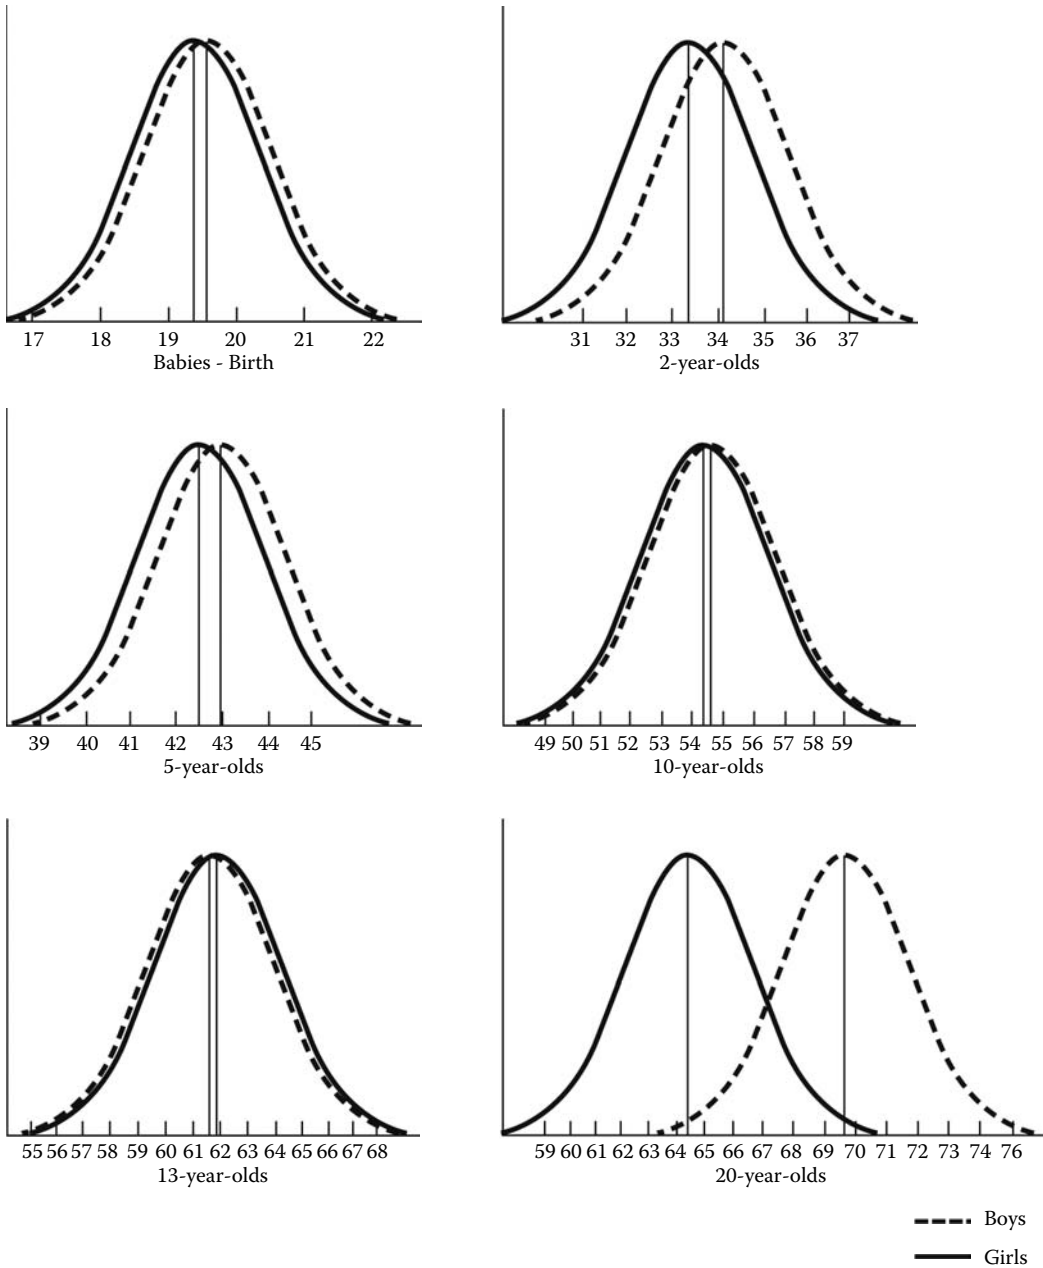 17 18 19 20 21 22
Babies - Birth
31 32 33 34 35 36 37
2-year-olds
39 40 41 42 43 44 45
5-year-olds
49 50 51 52 53 54 55 56 57 58 59
10-year-olds
55 56 57 58 59 60 61 62 63 64 65 66 67 68
13-year-olds
59 60 61 62 63 64 65 66 67 68 69 70 71 72 73 74 76
20-year-olds
Boys
Girls